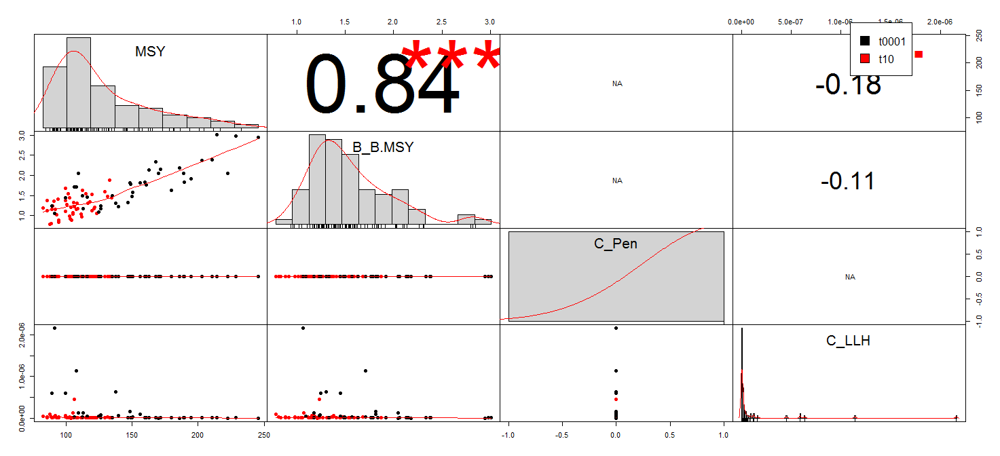 1.0 1.5 2.0 2.5 3.0
0.0e+00 5.0e-07 1.0e-06 2.0e-06
t0001
t10
MSY
0.84
***
NA
-0.18
100 150 200 250
1.0 1.5 2.0 2.5 3.0
B_B.MSY
NA
-0.11
C_Pen
NA
-1.0 -0.5 0.0 0.5 1.0
0.0e+00 1.0e-06 2.0e-06
C_LLH
100 150 200 250
-1.0 -0.5 0.0 0.5 1.0